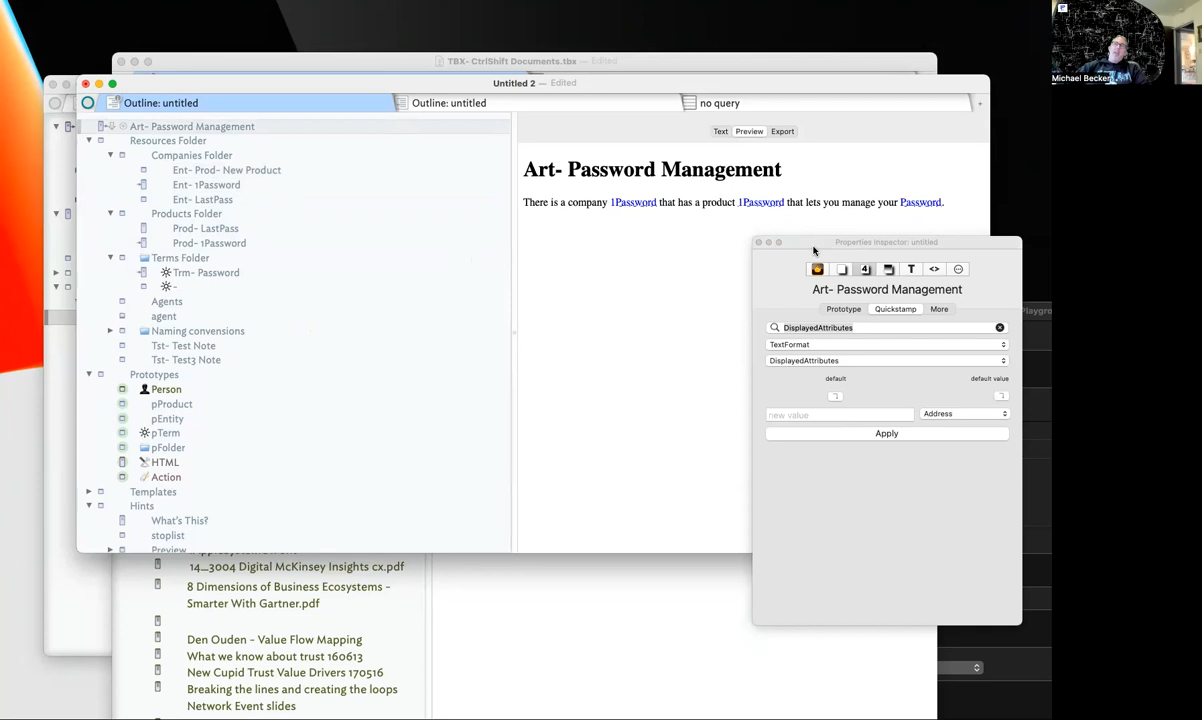 TBX- CtrlShift Documents.tbx — Edited
Untitled 2 — Edited
Outline: untitled
Outline: untitled
no query
Art- Password Management
Resources Folder
Companies Folder
Ent- Prod- New Product
Ent- 1Password
Ent- LastPass
Products Folder
Prod- LastPass
Prod- 1Password
Terms Folder
Trm- Password
-
Agents
agent
Naming convensions
Tst- Test Note
Tst- Test3 Note
Prototypes
Person
pProduct
pEntity
pTerm
pFolder
HTML
Action
Templates
Hints
What's This?
stoplist
Preview
Text Preview Export
Art- Password Management
There is a company 1Password that has a product 1Password that lets you manage your Password.
Properties Inspector: untitled
4 T <>
Art- Password Management
Prototype Quickstamp More
DisplayedAttributes
TextFormat
DisplayedAttributes
default default value
new value Address
Apply
14_3004 Digital McKinsey Insights cx.pdf
8 Dimensions of Business Ecosystems -
Smarter With Gartner.pdf
Den Ouden - Value Flow Mapping
What we know about trust 160613
New Cupid Trust Value Drivers 170516
Breaking the lines and creating the loops
Network Event slides
Playgroun
Michael Becker